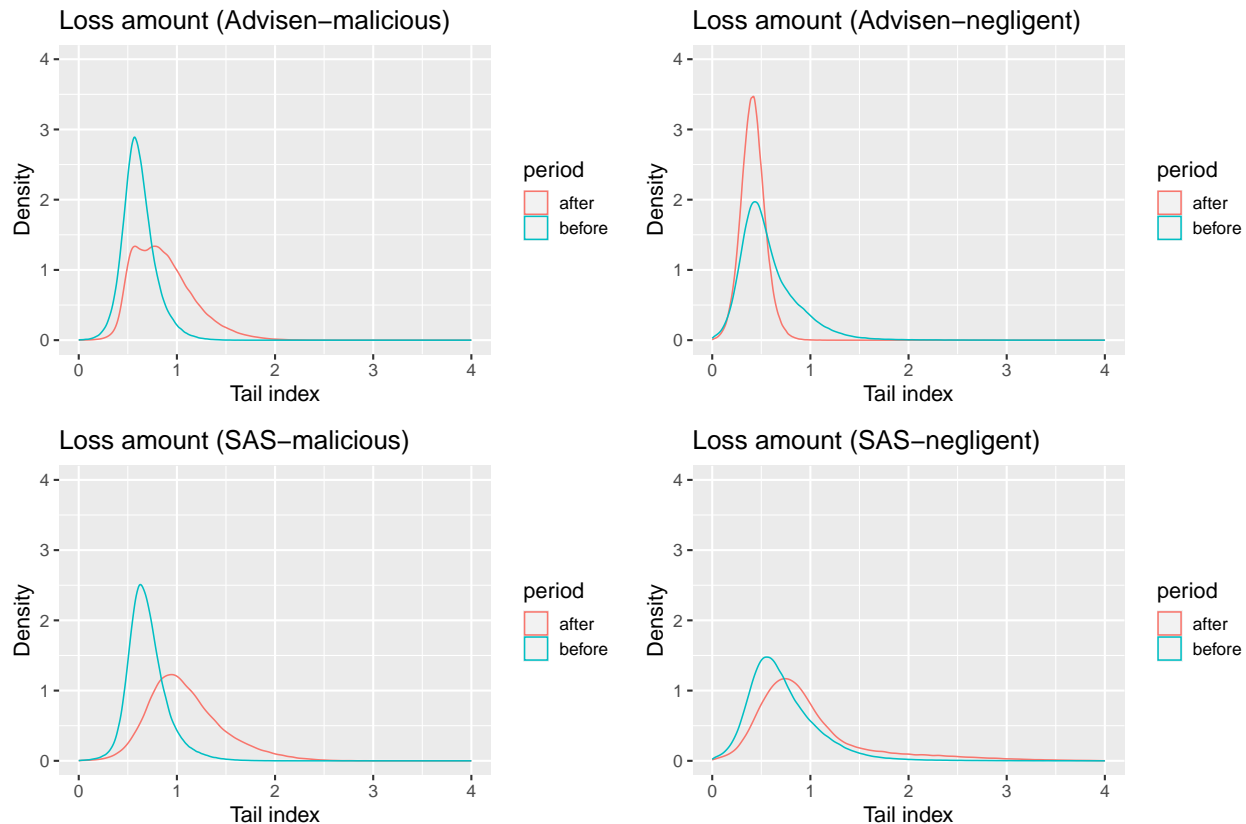 Loss amount (Advisen−malicious)
4
3
2
1
0
Density
0 1 2 3 4
Tail index
period
after
before
Loss amount (Advisen−negligent)
4
3
2
1
0
Density
0 1 2 3 4
Tail index
period
after
before
Loss amount (SAS−malicious)
4
3
2
1
0
Density
0 1 2 3 4
Tail index
period
after
before
Loss amount (SAS−negligent)
4
3
2
1
0
Density
0 1 2 3 4
Tail index
period
after
before